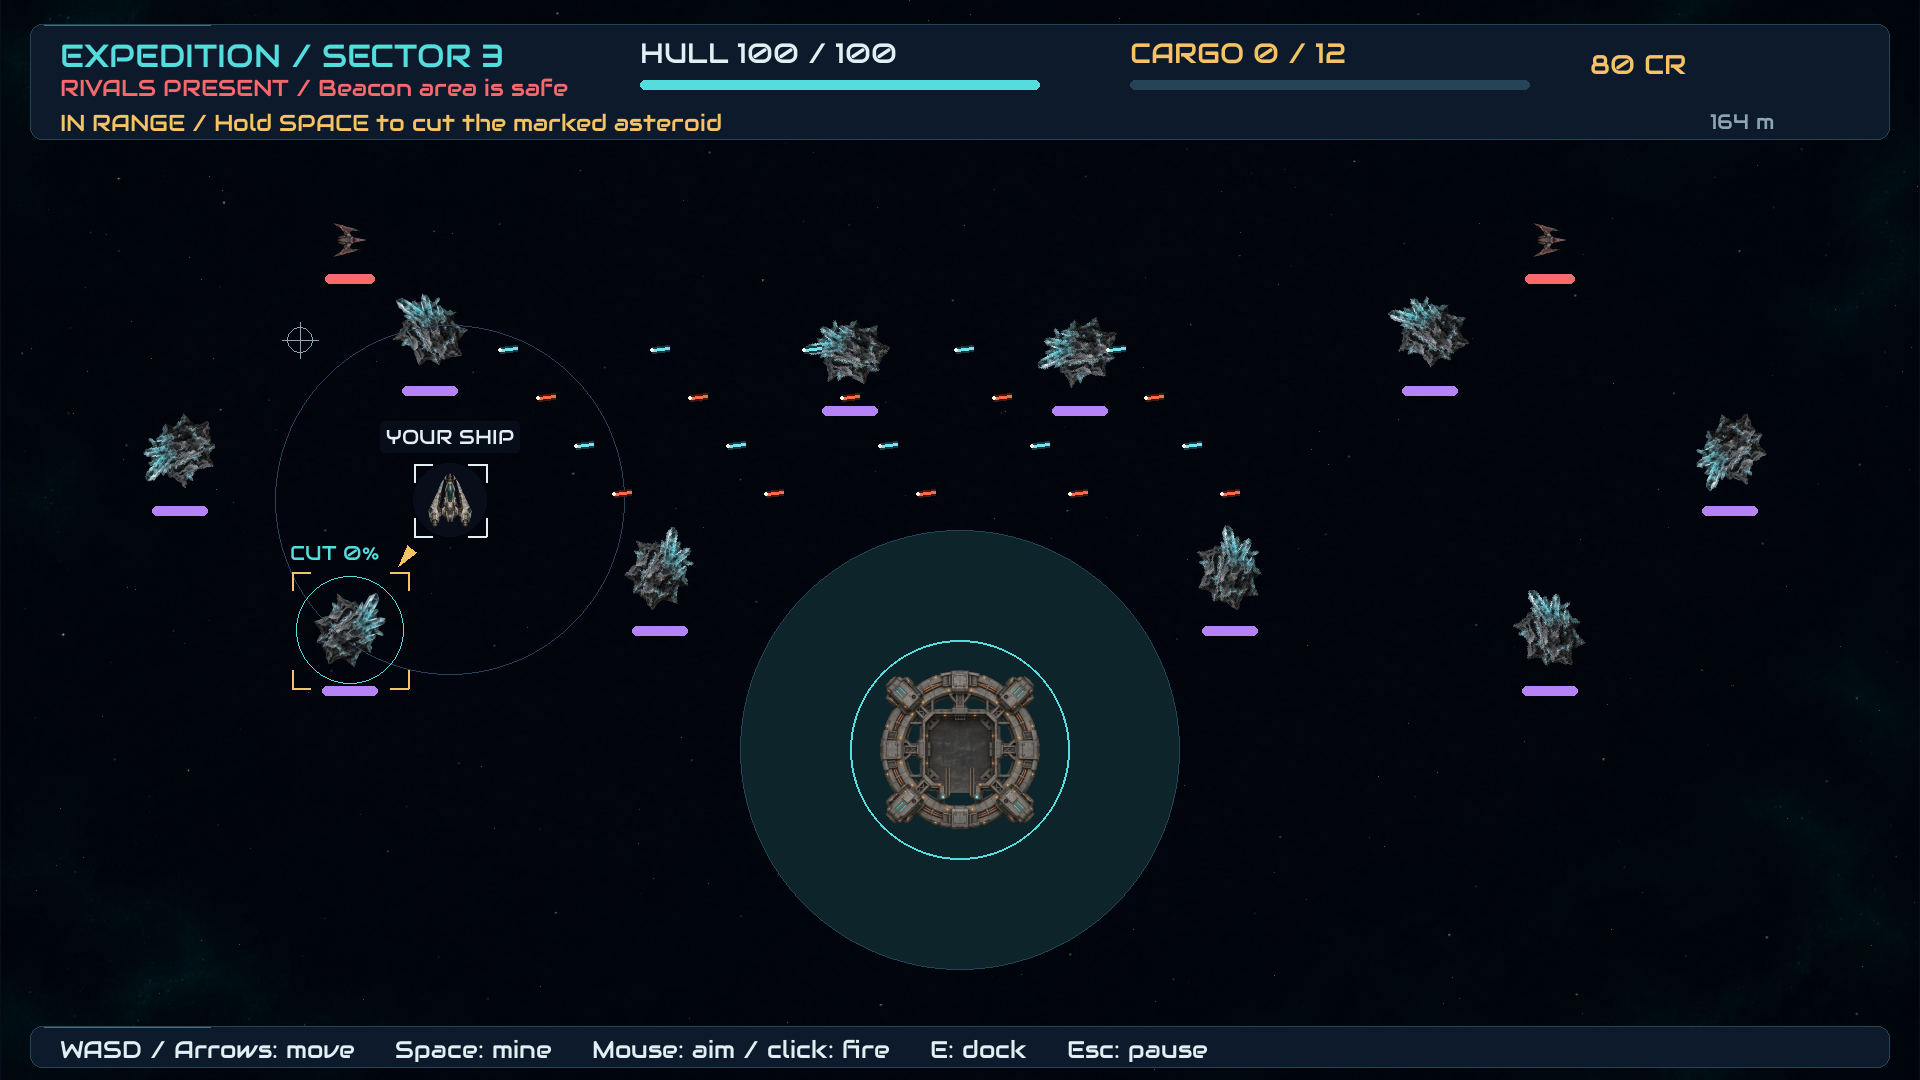 EXPEDITION / SECTOR 3
RIVALS PRESENT / Beacon area is safe
IN RANGE / Hold SPACE to cut the marked asteroid
HULL 100 / 100
CARGO 0 / 12
80 CR
164 m
YOUR SHIP
CUT 0%
WASD / Arrows: move Space: mine Mouse: aim / click: fire E: dock Esc: pause